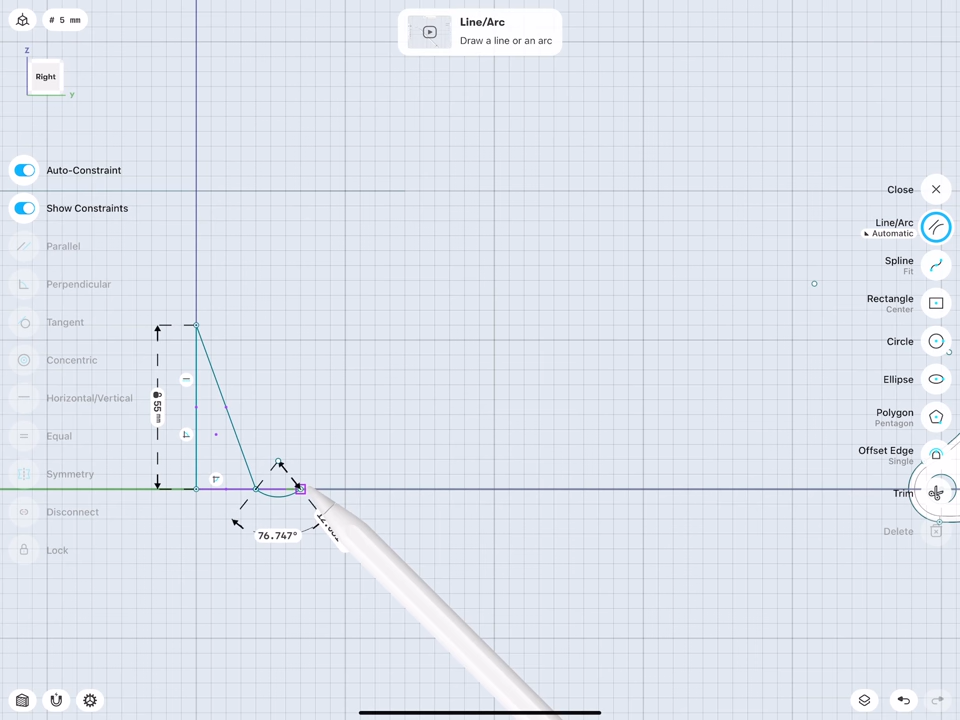 # 5 mm
Line/Arc
Draw a line or an arc
Z
Right
y
Auto-Constraint
Show Constraints
Parallel
Perpendicular
Tangent
Concentric
Horizontal/Vertical
Equal
Symmetry
Disconnect
Lock
55 mm
76.747°
Close
Line/Arc
Automatic
Spline
Fit
Rectangle
Center
Circle
Ellipse
Polygon
Pentagon
Offset Edge
Single
Trim
Delete